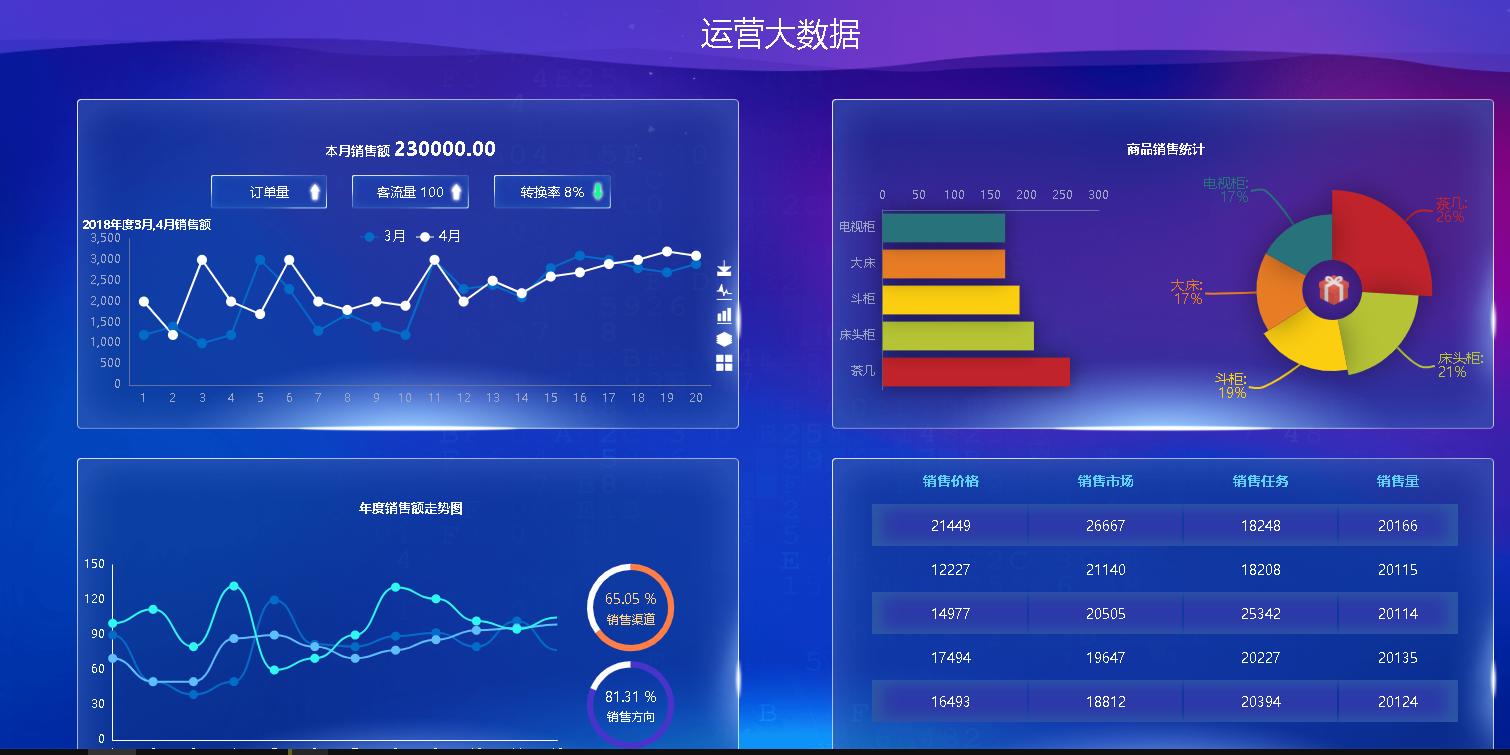 运营大数据
本月销售额 230000.00
订单量
客流量 100
转换率 8%
2018年度3月,4月销售额
3月 4月
3,500
3,000
2,500
2,000
1,500
1,000
500
0
1 2 3 4 5 6 7 8 9 10 11 12 13 14 15 16 17 18 19 20
商品销售统计
0 50 100 150 200 250 300
电视柜
大床
斗柜
床头柜
茶几
电视柜:
17%
茶几:
26%
大床:
17%
床头柜:
21%
斗柜:
19%
年度销售额走势图
150
120
90
60
30
0
65.05 %
销售渠道
81.31 %
销售方向
销售价格 销售市场 销售任务 销售量
21449 26667 18248 20166
12227 21140 18208 20115
14977 20505 25342 20114
17494 19647 20227 20135
16493 18812 20394 20124